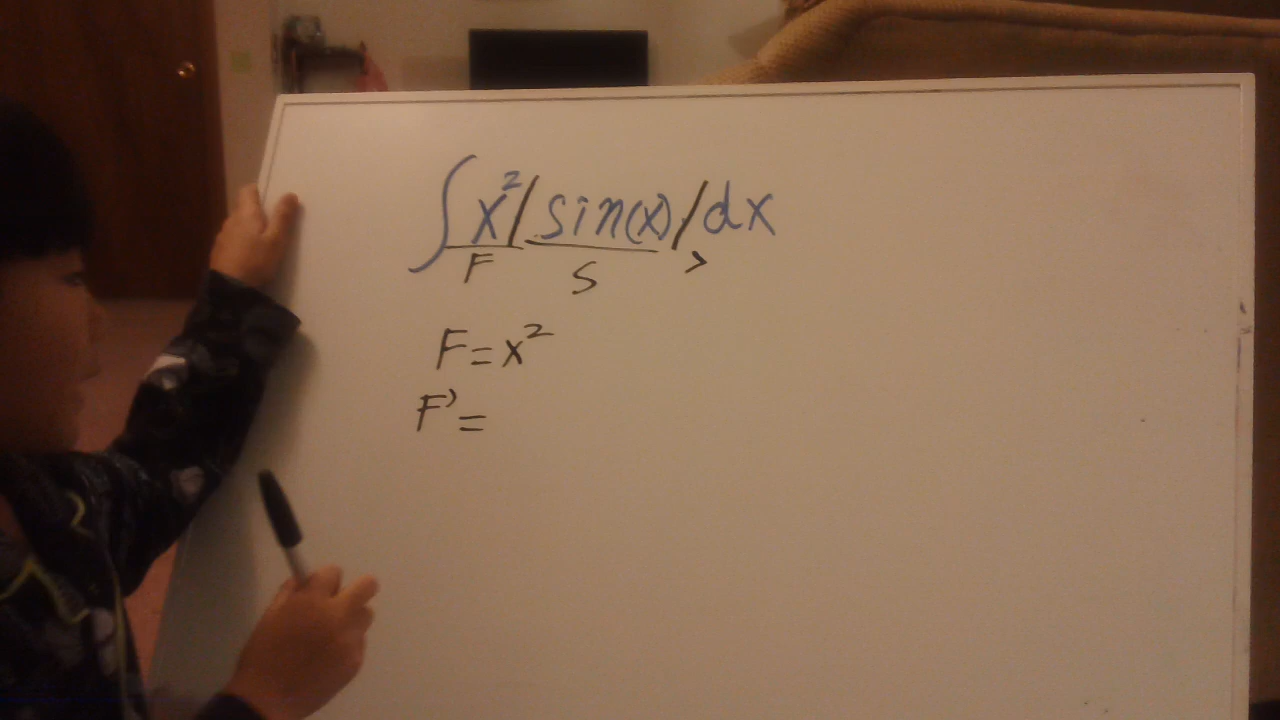 ∫x²/sin(x)/dx
F S >
F=x²
F'=